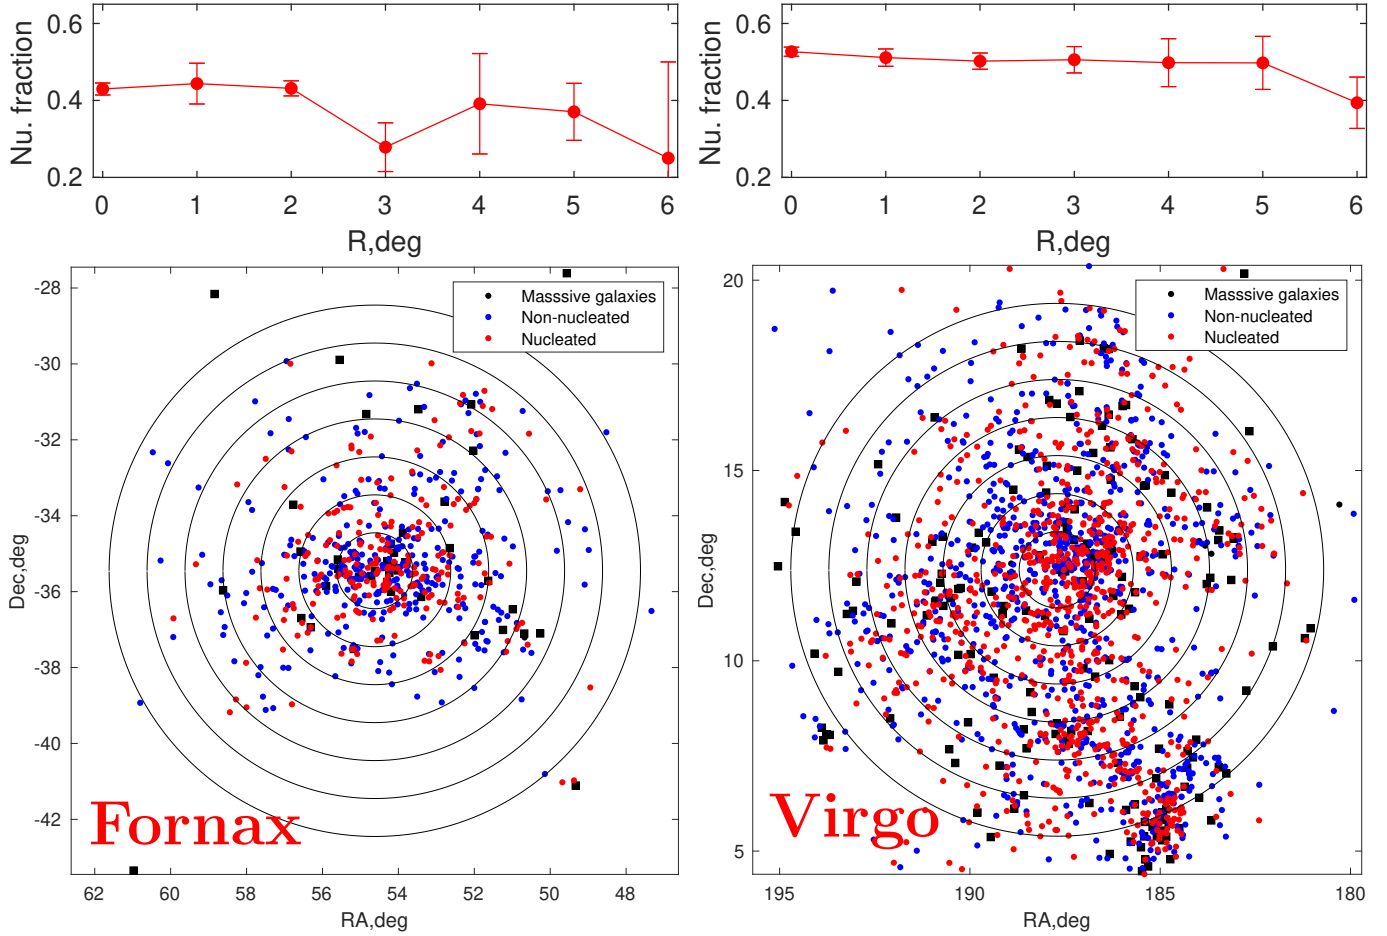 0.6
0.4
0.2
Nu. fraction
0 1 2 3 4 5 6
R,deg
0.6
0.4
0.2
Nu. fraction
0 1 2 3 4 5 6
R,deg
-28
-30
-32
-34
-36
-38
-40
-42
Dec,deg
Masssive galaxies
Non-nucleated
Nucleated
Fornax
62 60 58 56 54 52 50 48
RA,deg
20
15
10
5
Dec,deg
Masssive galaxies
Non-nucleated
Nucleated
Virgo
195 190 185 180
RA,deg